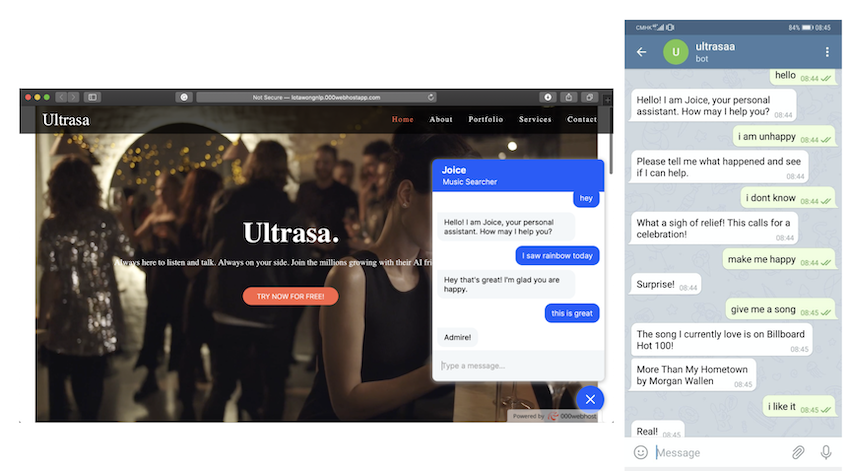 Not Secure — lotawongnlp.000webhostapp.com
Ultrasa
Home About Portfolio Services Contact
Ultrasa.
Always here to listen and talk. Always on your side. Join the millions growing with their AI fri
TRY NOW FOR FREE!
Joice
Music Searcher
hey
Hello! I am Joice, your personal
assistant. How may I help you?
I saw rainbow today
Hey that's great! I'm glad you are
happy.
this is great
Admire!
Type a message...
Powered by 000webhost
CMHK 84% 08:45
U
ultrasaa
bot
hello 08:44
Hello! I am Joice, your personal
assistant. How may I help you? 08:44
i am unhappy 08:44
Please tell me what happened and see
if I can help. 08:44
i dont know 08:44
What a sigh of relief! This calls for a
celebration! 08:44
make me happy 08:44
Surprise! 08:44
give me a song 08:45
The song I currently love is on Billboard
Hot 100! 08:45
More Than My Hometown
by Morgan Wallen 08:45
i like it 08:45
Real! 08:45
Message